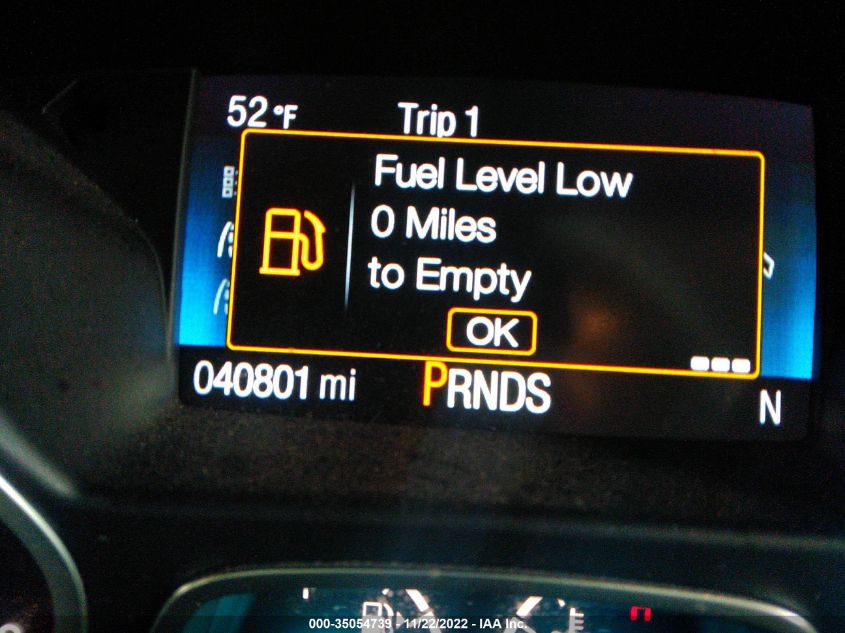 52 °F Trip 1
Fuel Level Low
0 Miles
to Empty
OK
040801 mi PRNDS N
000-35054739 - 11/22/2022 - IAA Inc.